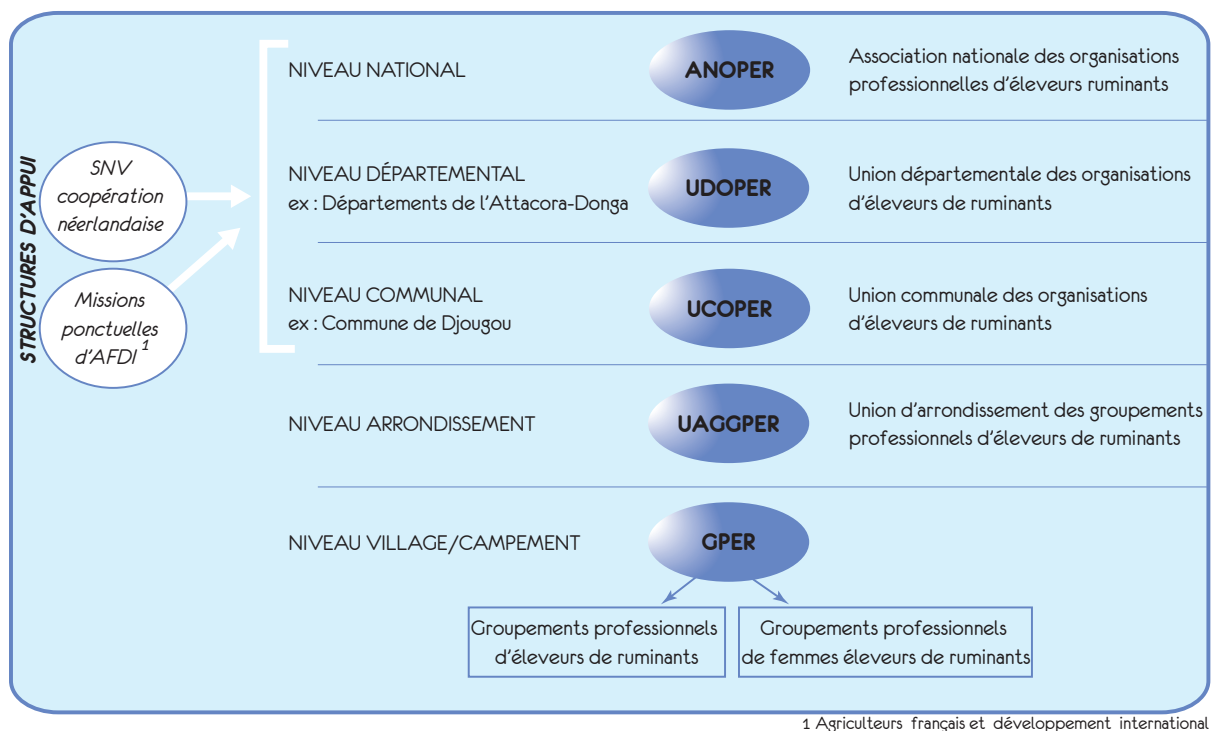 STRUCTURES D'APPUI
SNV
coopération
néerlandaise
Missions
ponctuelles
d'AFDI 1
NIVEAU NATIONAL
ANOPER
Association nationale des organisations
professionnelles d'éleveurs ruminants
NIVEAU DÉPARTEMENTAL
ex : Départements de l'Attacora-Donga
UDOPER
Union départementale des organisations
d'éleveurs de ruminants
NIVEAU COMMUNAL
ex : Commune de Djougou
UCOPER
Union communale des organisations
d'éleveurs de ruminants
NIVEAU ARRONDISSEMENT
UAGGPER
Union d'arrondissement des groupements
professionnels d'éleveurs de ruminants
NIVEAU VILLAGE/CAMPEMENT
GPER
Groupements professionnels
d'éleveurs de ruminants
Groupements professionnels
de femmes éleveurs de ruminants
1 Agriculteurs français et développement international